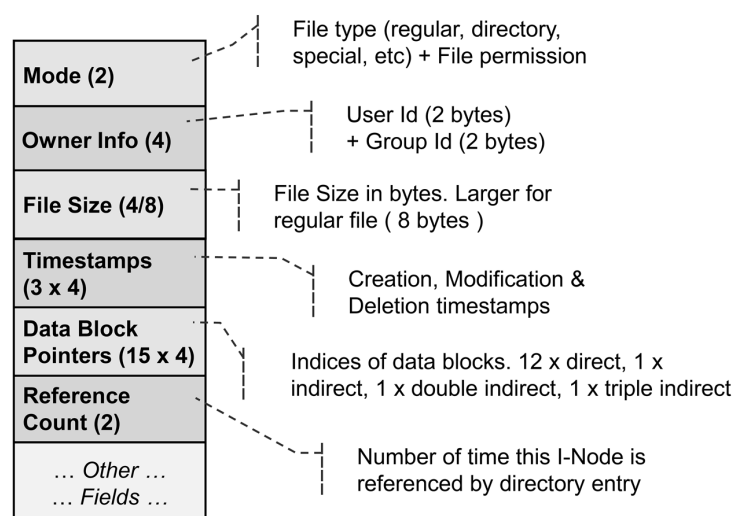 File type (regular, directory,
special, etc) + File permission
Mode (2)
User Id (2 bytes)
+ Group Id (2 bytes)
Owner Info (4)
File Size in bytes. Larger for
regular file ( 8 bytes )
File Size (4/8)
Timestamps
(3 x 4)
Creation, Modification &
Deletion timestamps
Data Block
Pointers (15 x 4)
Indices of data blocks. 12 x direct, 1 x
indirect, 1 x double indirect, 1 x triple indirect
Reference
Count (2)
Number of time this I-Node is
referenced by directory entry
… Other …
… Fields …